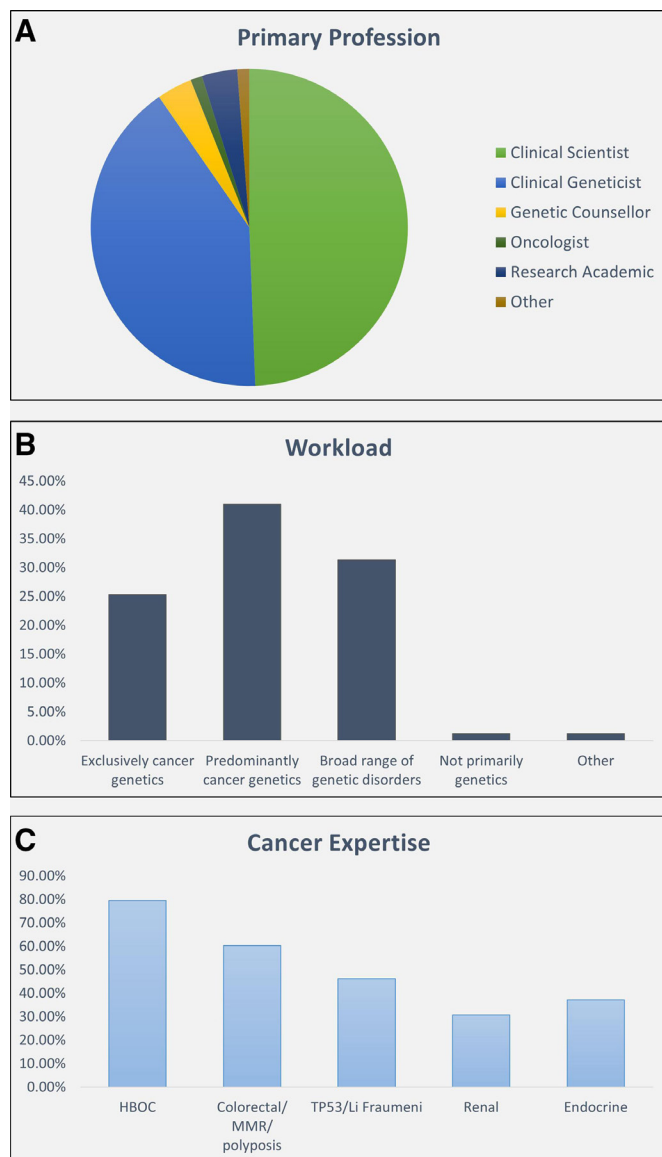 A
Primary Profession
Clinical Scientist
Clinical Geneticist
Genetic Counsellor
Oncologist
Research Academic
Other
B
Workload
45.00%
40.00%
35.00%
30.00%
25.00%
20.00%
15.00%
10.00%
5.00%
0.00%
Exclusively cancer
genetics
Predominantly
cancer genetics
Broad range of
genetic disorders
Not primarily
genetics
Other
C
Cancer Expertise
90.00%
80.00%
70.00%
60.00%
50.00%
40.00%
30.00%
20.00%
10.00%
0.00%
HBOC
Colorectal/
MMR/
polyposis
TP53/Li Fraumeni
Renal
Endocrine